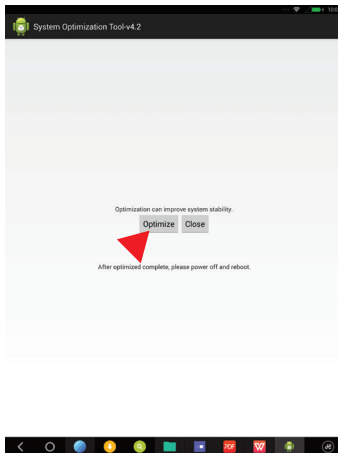 System Optimization Tool-v4.2
Optimization can improve system stability.
Optimize Close
After optimized complete, please power off and reboot.
PDF
W